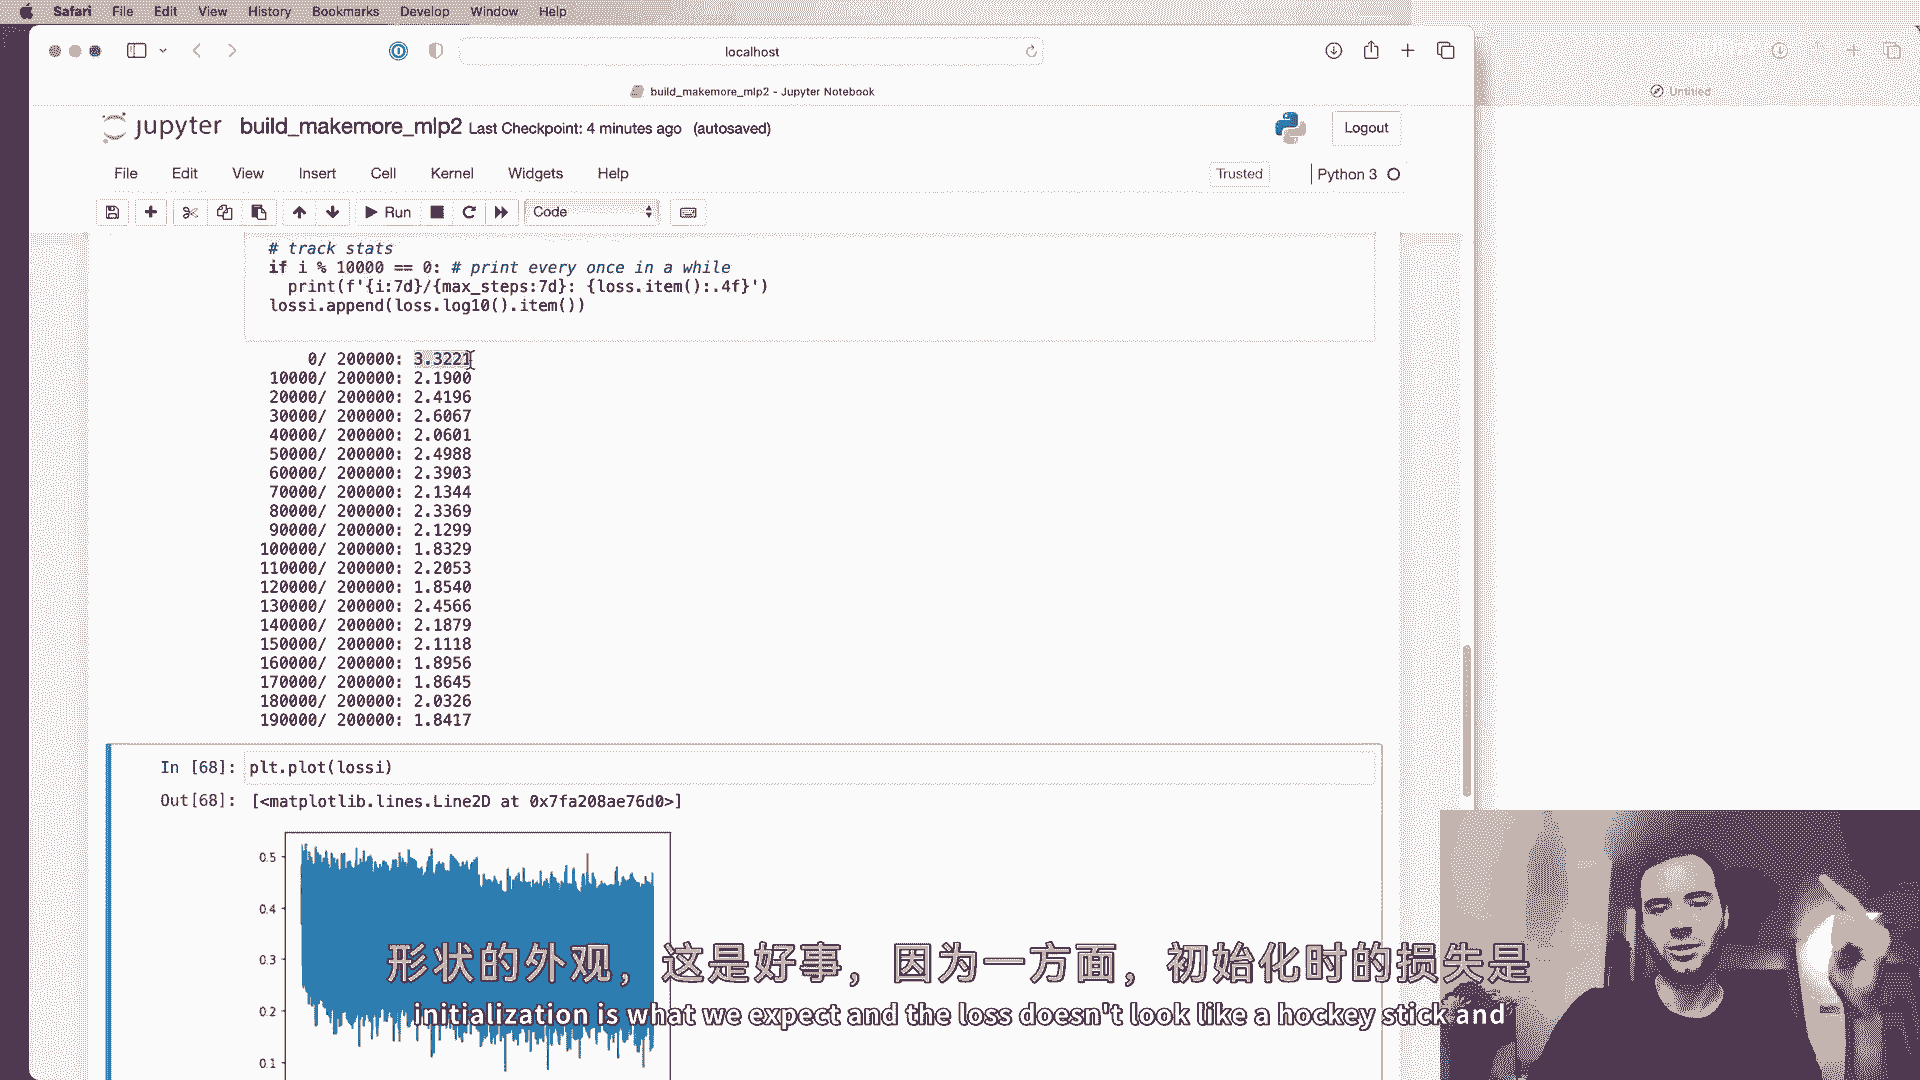 Safari File Edit View History Bookmarks Develop Window Help
localhost
build_makemore_mlp2 - Jupyter Notebook
Untitled
jupyter build_makemore_mlp2 Last Checkpoint: 4 minutes ago (autosaved)
Logout
File Edit View Insert Cell Kernel Widgets Help
Trusted Python 3
Run Code
# track stats
if i % 10000 == 0: # print every once in a while
print(f'{i:7d}/{max_steps:7d}: {loss.item():.4f}')
lossi.append(loss.log10().item())
0/ 200000: 3.3221
10000/ 200000: 2.1900
20000/ 200000: 2.4196
30000/ 200000: 2.6067
40000/ 200000: 2.0601
50000/ 200000: 2.4988
60000/ 200000: 2.3903
70000/ 200000: 2.1344
80000/ 200000: 2.3369
90000/ 200000: 2.1299
100000/ 200000: 1.8329
110000/ 200000: 2.2053
120000/ 200000: 1.8540
130000/ 200000: 2.4566
140000/ 200000: 2.1879
150000/ 200000: 2.1118
160000/ 200000: 1.8956
170000/ 200000: 1.8645
180000/ 200000: 2.0326
190000/ 200000: 1.8417
In [68]: plt.plot(lossi)
Out[68]: [<matplotlib.lines.Line2D at 0x7fa208ae76d0>]
0.5
0.4
0.3
0.2
0.1
形状的外观，这是好事，因为一方面，初始化时的损失是
initialization is what we expect and the loss doesn't look like a hockey stick and